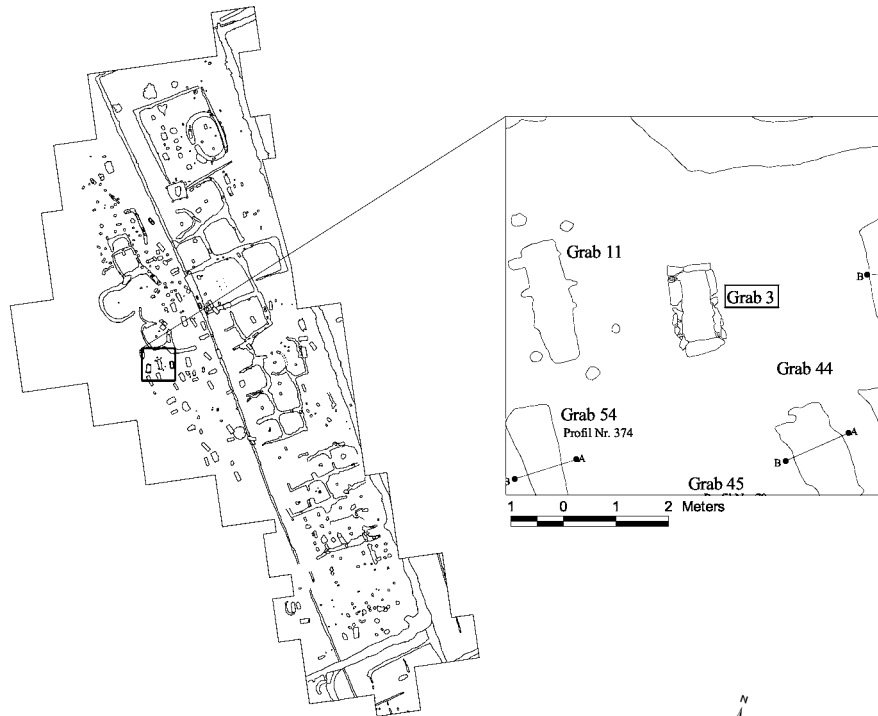 Grab 11
Grab 3
B
Grab 44
Grab 54
Profil Nr. 374
A
B
A
B
Grab 45
1 0 1 2 Meters
N